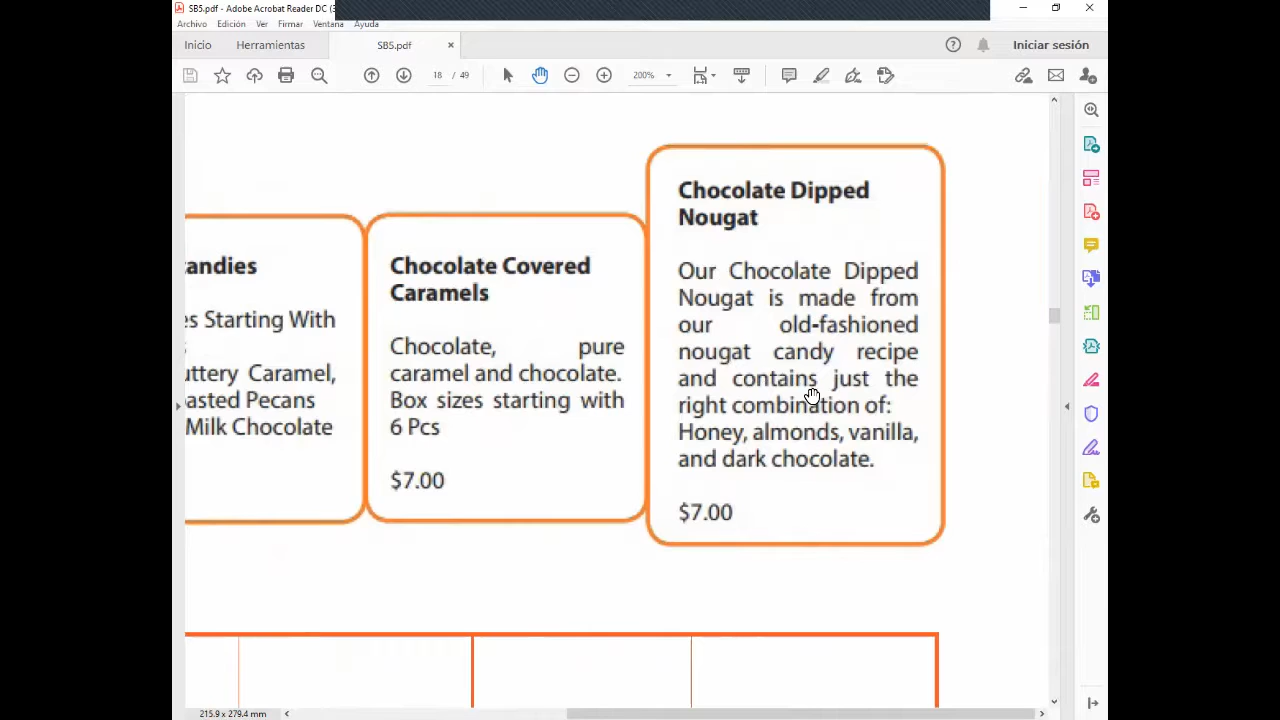 SB5.pdf - Adobe Acrobat Reader DC (3
Archivo Edición Ver Firmar Ventana Ayuda
Inicio Herramientas SB5.pdf × Iniciar sesión
18 / 49 200%
andies
es Starting With
uttery Caramel,
asted Pecans
Milk Chocolate
Chocolate Covered
Caramels
Chocolate, pure
caramel and chocolate.
Box sizes starting with
6 Pcs
$7.00
Chocolate Dipped
Nougat
Our Chocolate Dipped
Nougat is made from
our old-fashioned
nougat candy recipe
and contains just the
right combination of:
Honey, almonds, vanilla,
and dark chocolate.
$7.00
215.9 x 279.4 mm